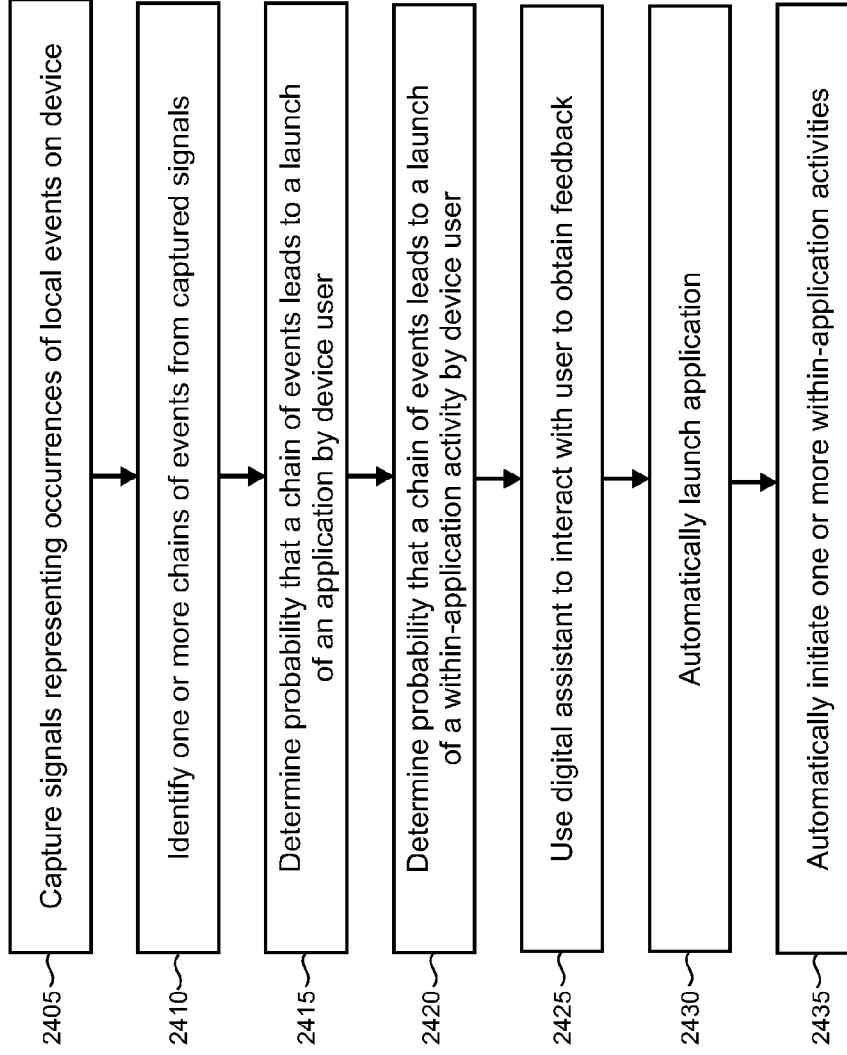 2405
Capture signals representing occurrences of local events on device
2410
Identify one or more chains of events from captured signals
2415
Determine probability that a chain of events leads to a launch
of an application by device user
2420
Determine probability that a chain of events leads to a launch
of a within-application activity by device user
2425
Use digital assistant to interact with user to obtain feedback
2430
Automatically launch application
2435
Automatically initiate one or more within-application activities